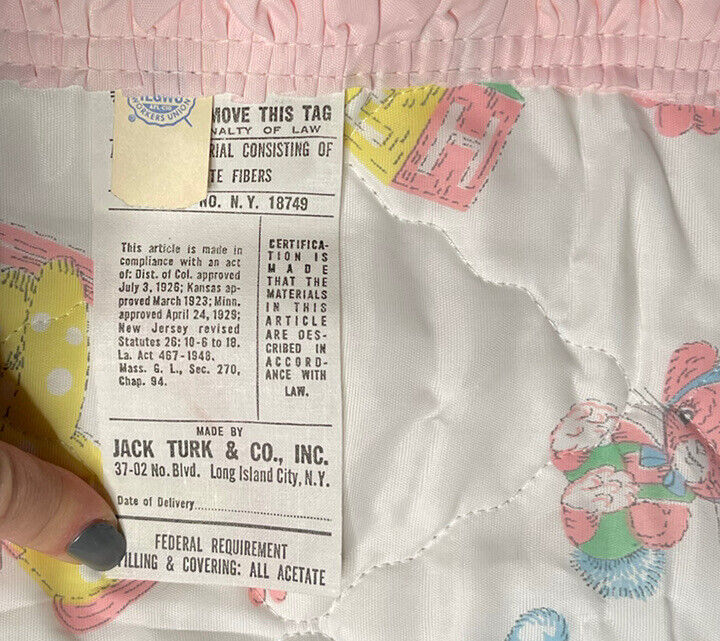 ILGWU
AFL CIO
WORKERS UNION
MOVE THIS TAG
NALTY OF LAW
RIAL CONSISTING OF
TE FIBERS
NO. N.Y. 18749
This article is made in
compliance with an act
of: Dist. of Col. approved
July 3, 1926; Kansas ap-
proved March 1923; Minn.
approved April 24, 1929;
New Jersey revised
Statutes 26: 10-6 to 18.
La. Act 467-1948.
Mass. G. L., Sec. 270,
Chap. 94.
CERTIFICA-
TION IS
MADE
THAT THE
MATERIALS
IN THIS
ARTICLE
ARE DES-
CRIBED IN
ACCORD-
ANCE WITH
LAW.
MADE BY
JACK TURK & CO., INC.
37-02 No. Blvd. Long Island City, N.Y.
Date of Delivery
FEDERAL REQUIREMENT
FILLING & COVERING: ALL ACETATE
H